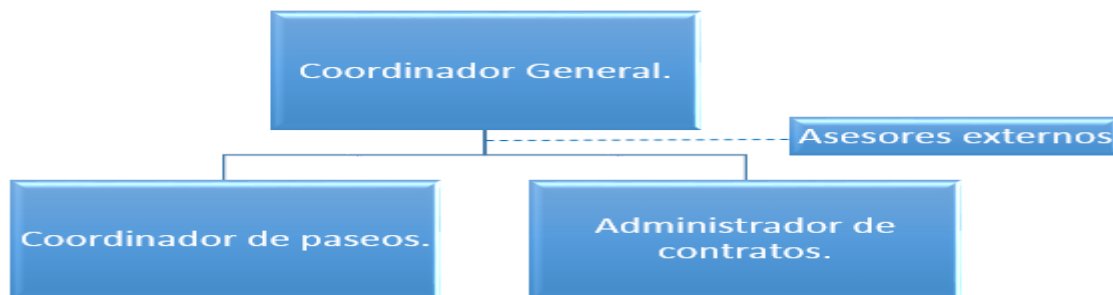 Coordinador General.
Asesores externos
Coordinador de paseos.
Administrador de
contratos.